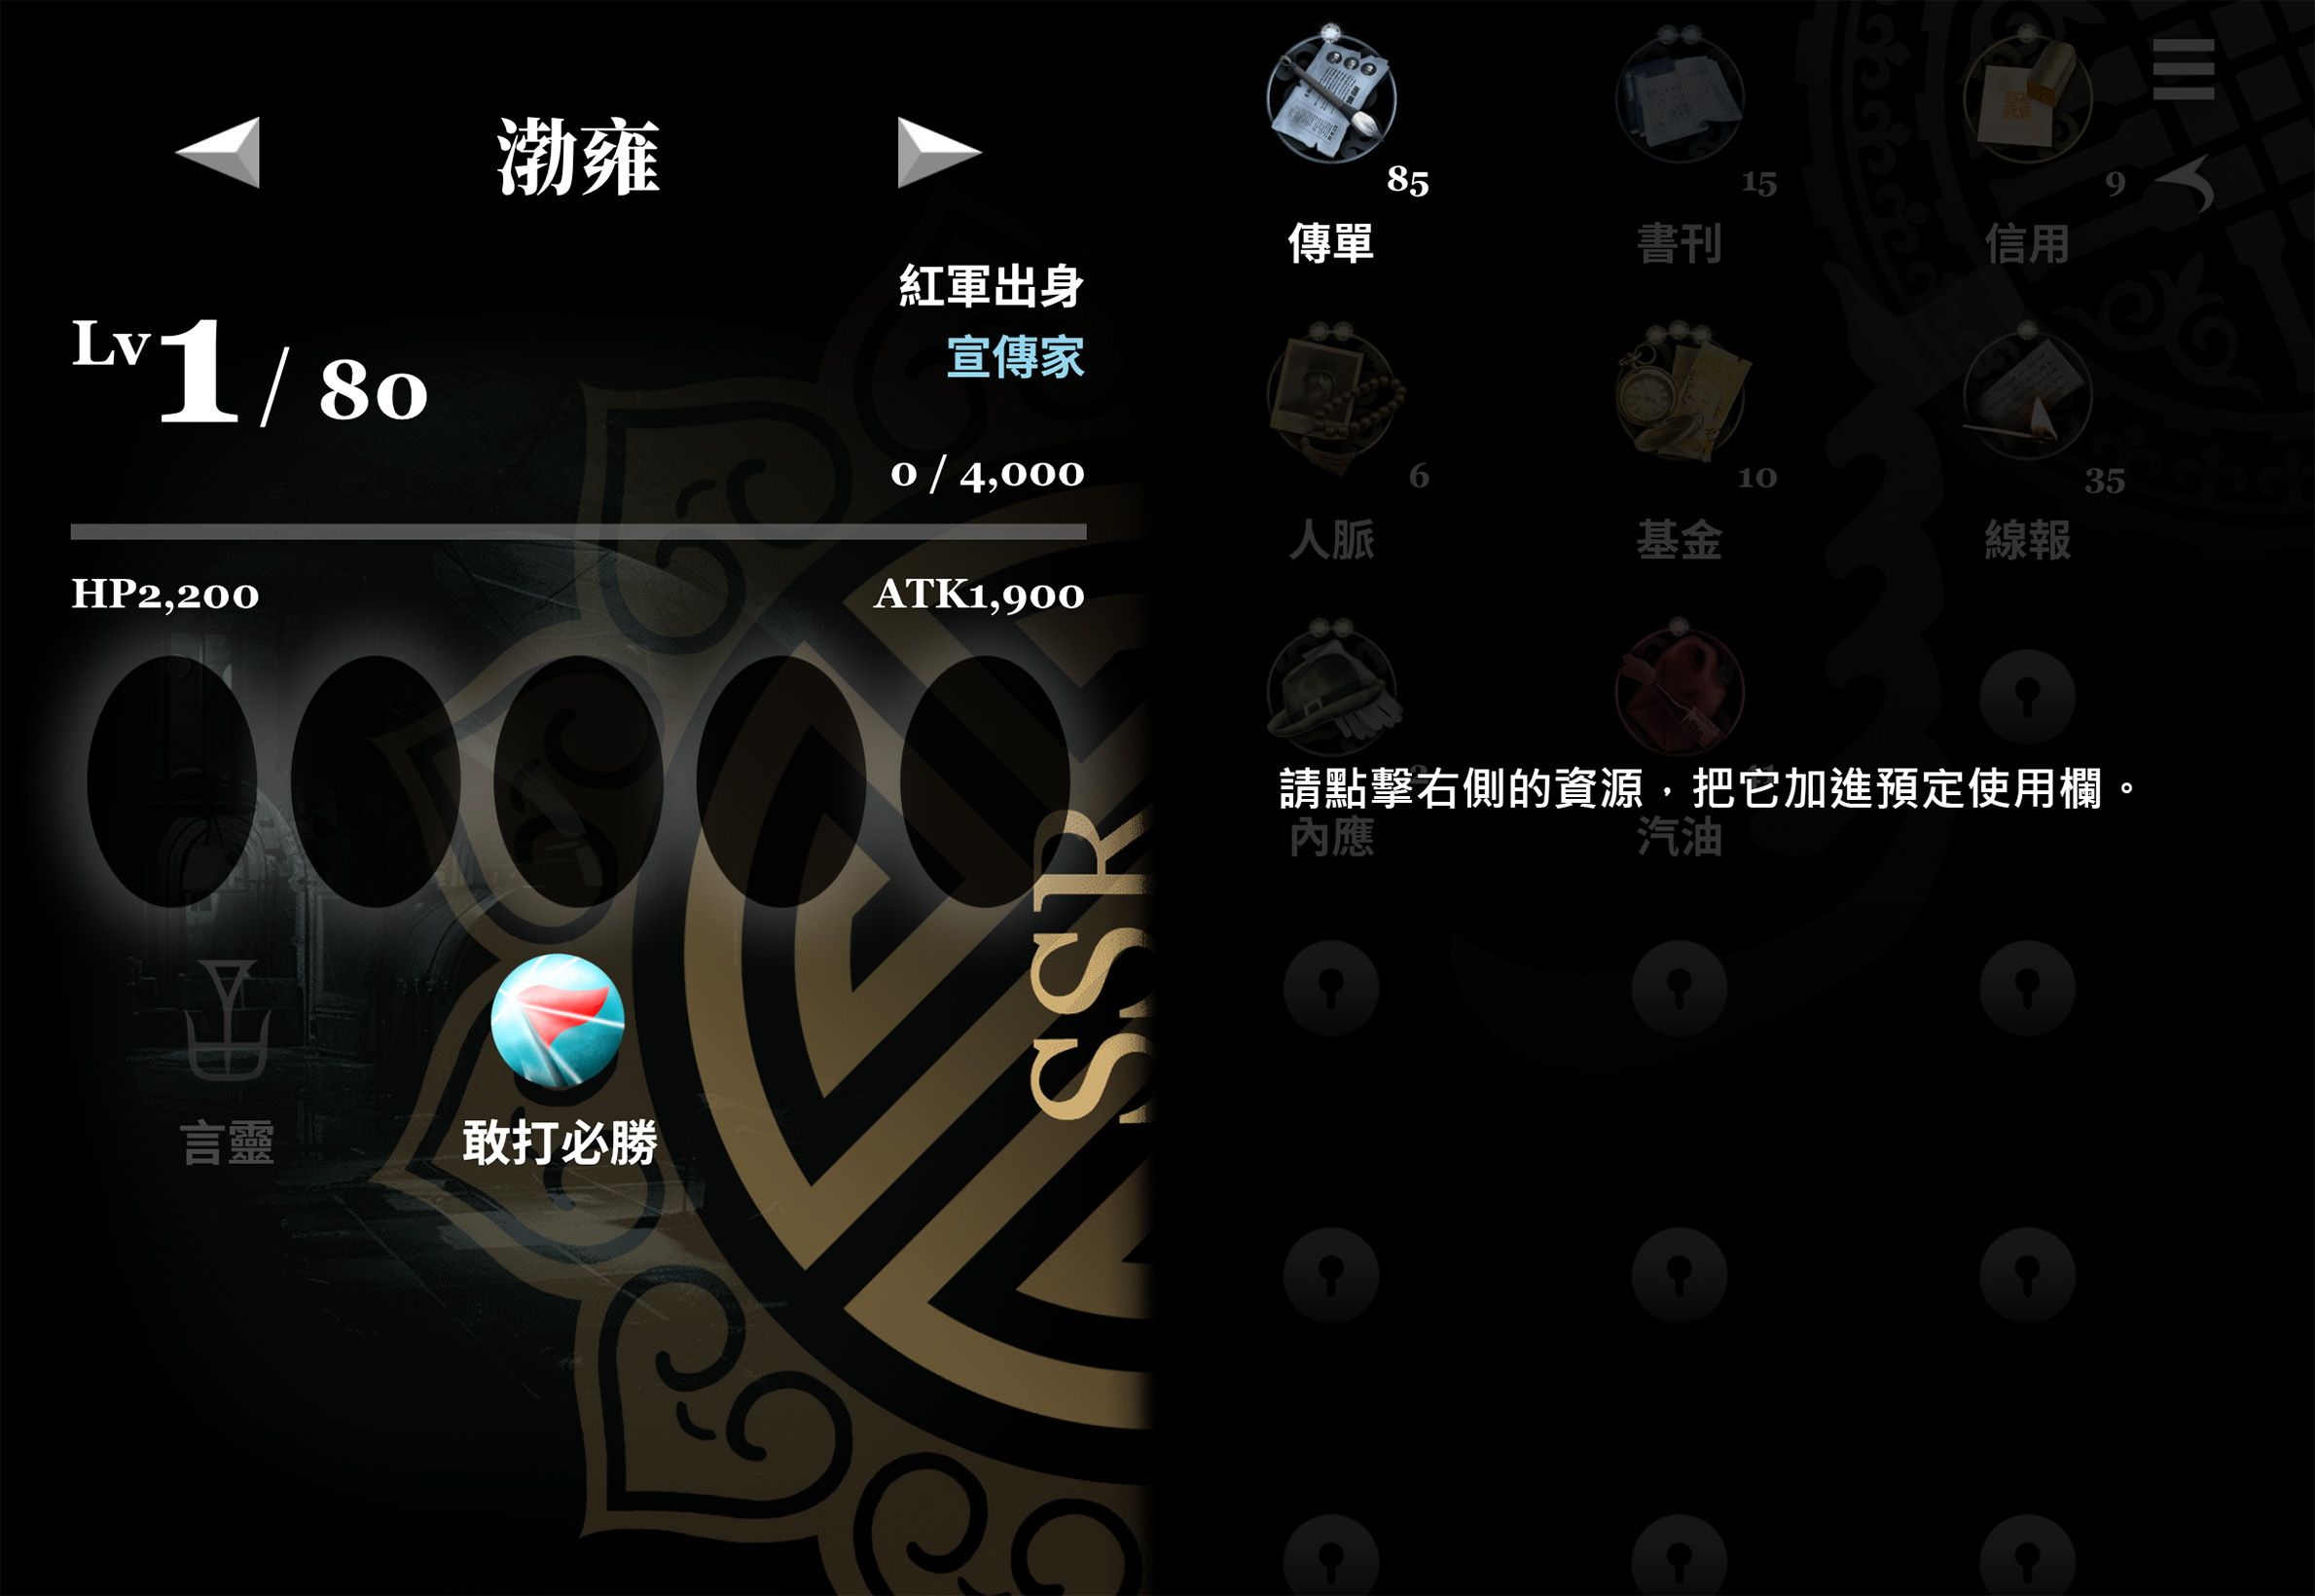 渤雍
紅軍出身
宣傳家
Lv1 / 80
0 / 4,000
HP2,200
ATK1,900
SSR
言靈
敢打必勝
85
15
9
傳單
書刊
信用
6
10
35
人脈
基金
線報
請點擊右側的資源，把它加進預定使用欄。
內應
汽油